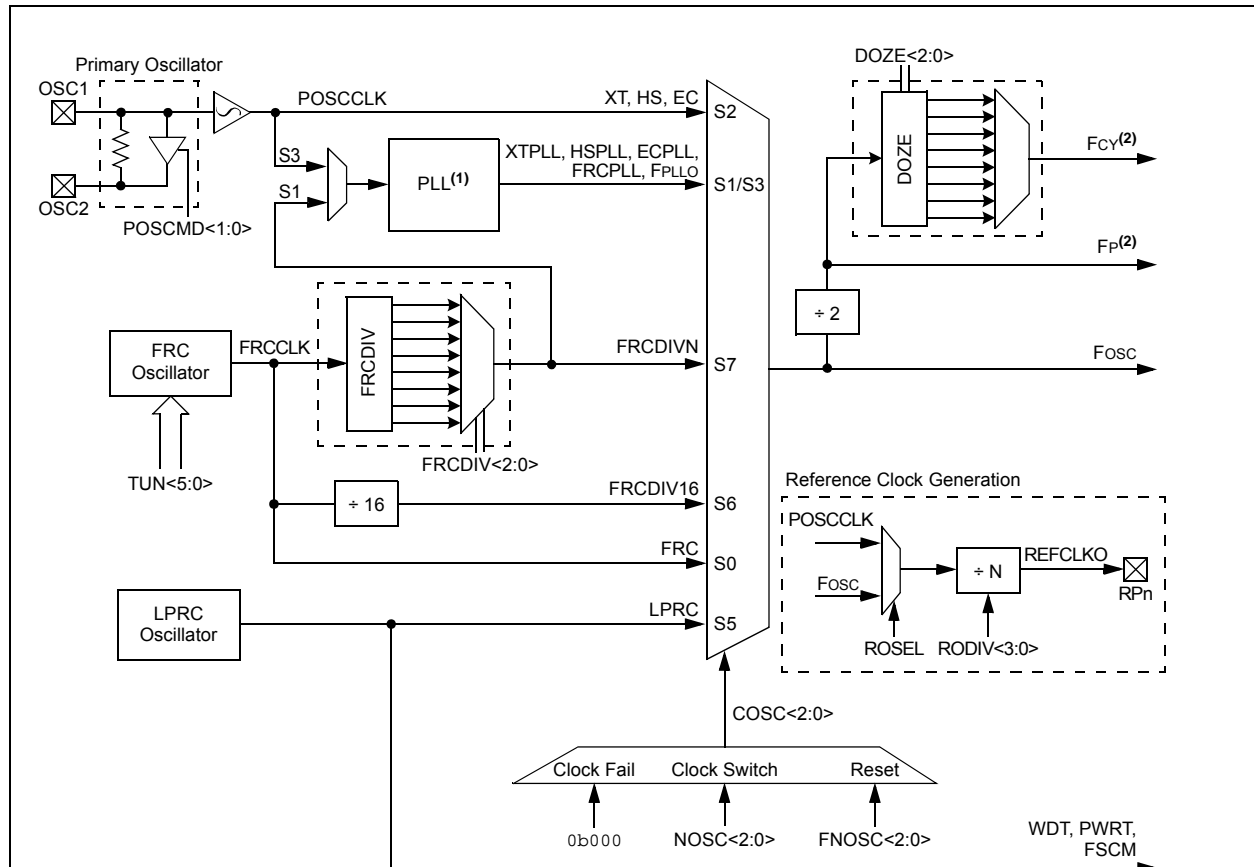 Primary Oscillator
OSC1
OSC2
POSCMD<1:0>
POSCCLK
XT, HS, EC
S2
S3
S1
PLL(1)
XTPLL, HSPLL, ECPLL,
FRCPLL, FPLLO
S1/S3
DOZE<2:0>
DOZE
FCY(2)
FP(2)
÷ 2
FOSC
FRC
Oscillator
FRCCLK
TUN<5:0>
FRCDIV
FRCDIV<2:0>
FRCDIVN
S7
÷ 16
FRCDIV16
S6
FRC
S0
LPRC
Oscillator
LPRC
S5
Reference Clock Generation
POSCCLK
FOSC
÷ N
REFCLKO
RPn
ROSEL
RODIV<3:0>
COSC<2:0>
Clock Fail
Clock Switch
Reset
0b000
NOSC<2:0>
FNOSC<2:0>
WDT, PWRT,
FSCM